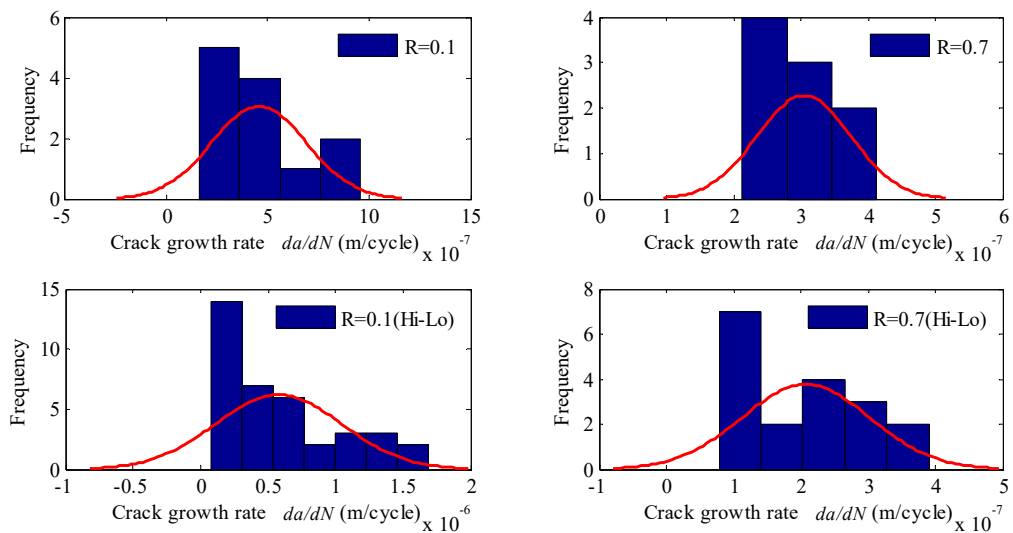 6
4
2
0
Frequency
R=0.1
-5 0 5 10 15
Crack growth rate da/dN (m/cycle) x 10^-7
4
3
2
1
0
Frequency
R=0.7
0 1 2 3 4 5 6
Crack growth rate da/dN (m/cycle) x 10^-7
15
10
5
0
Frequency
R=0.1(Hi-Lo)
-1 -0.5 0 0.5 1 1.5 2
Crack growth rate da/dN (m/cycle) x 10^-6
8
6
4
2
0
Frequency
R=0.7(Hi-Lo)
-1 0 1 2 3 4 5
Crack growth rate da/dN (m/cycle) x 10^-7